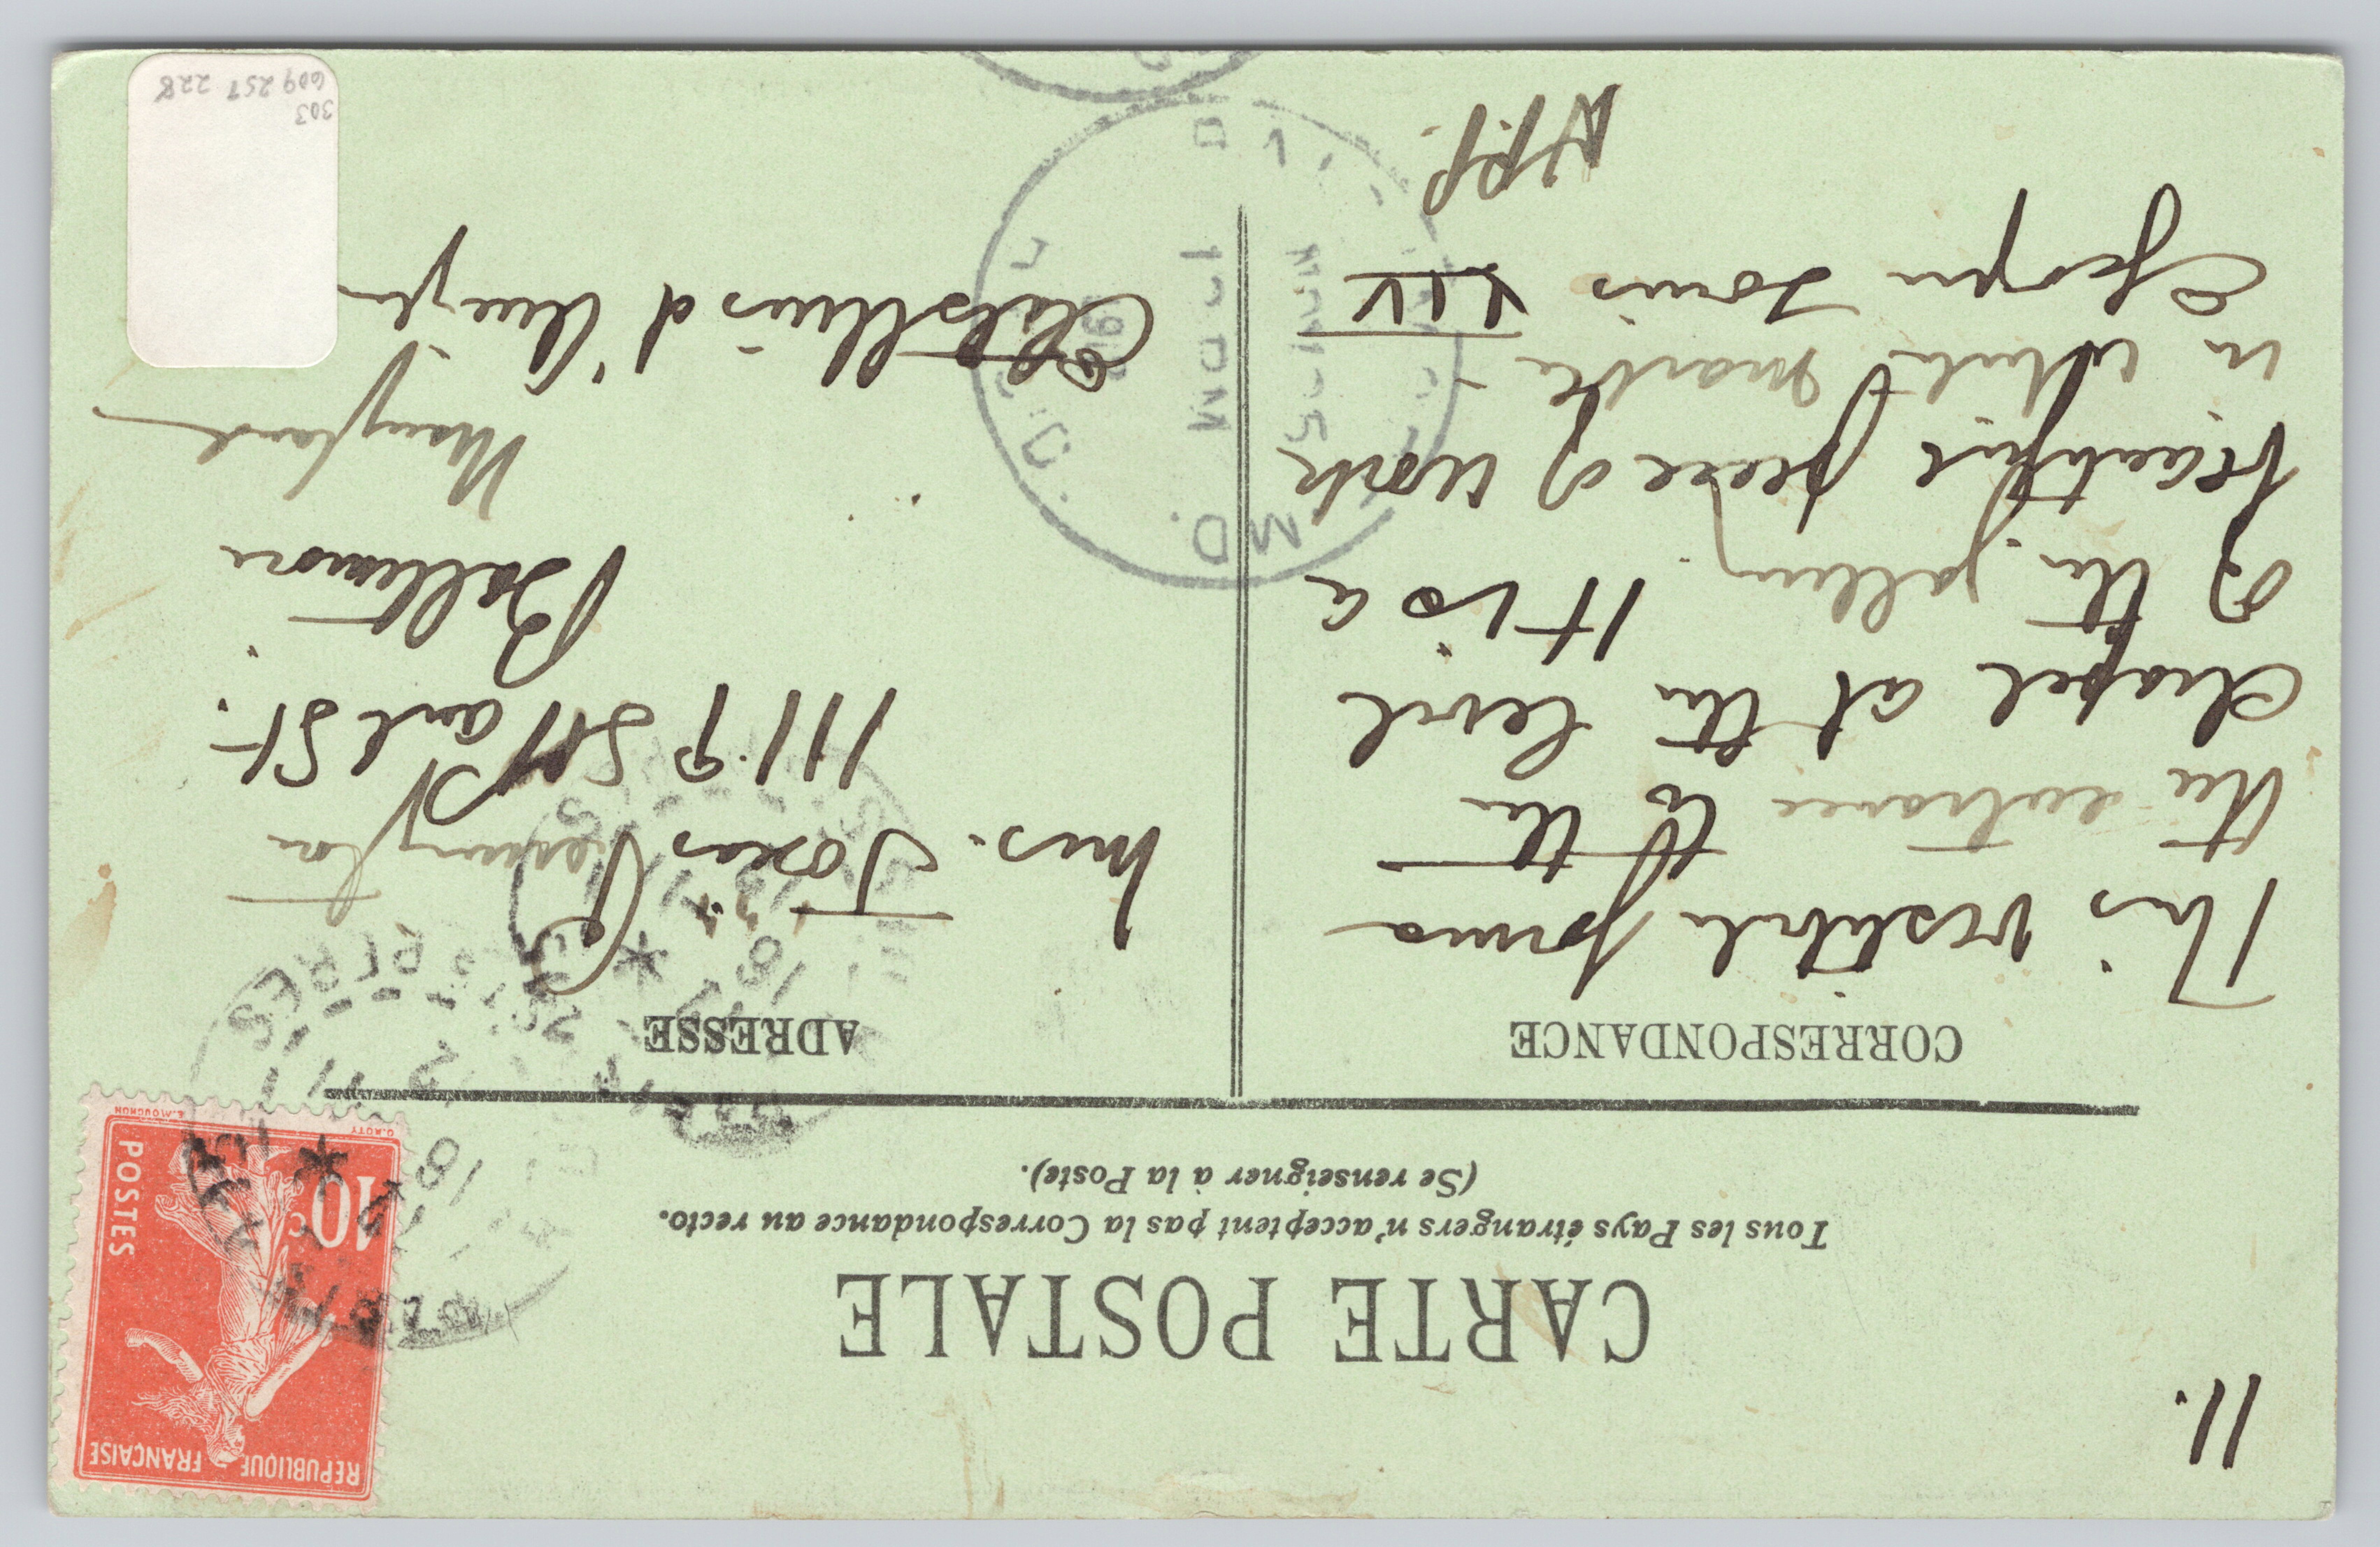 11.
CARTE POSTALE
Tous les Pays étrangers n'acceptent pas la Correspondance au recto.
(Se renseigner à la Poste).
REPUBLIQUE FRANÇAISE
10c
POSTES
O. ROTY
L. MOUCHON
CORRESPONDANCE
This vestibule forms
the entrance to the
chapel at the level
of the gallery. It is a
beautiful piece of work
in white marble -
Epoque Louis XIV
N.P.P.
ADRESSE
Mrs. Josias Pennington
1119 St Paul St.
Baltimore
Maryland
Etats Unis d'
PERES
MD.
1912
303
609 257 228